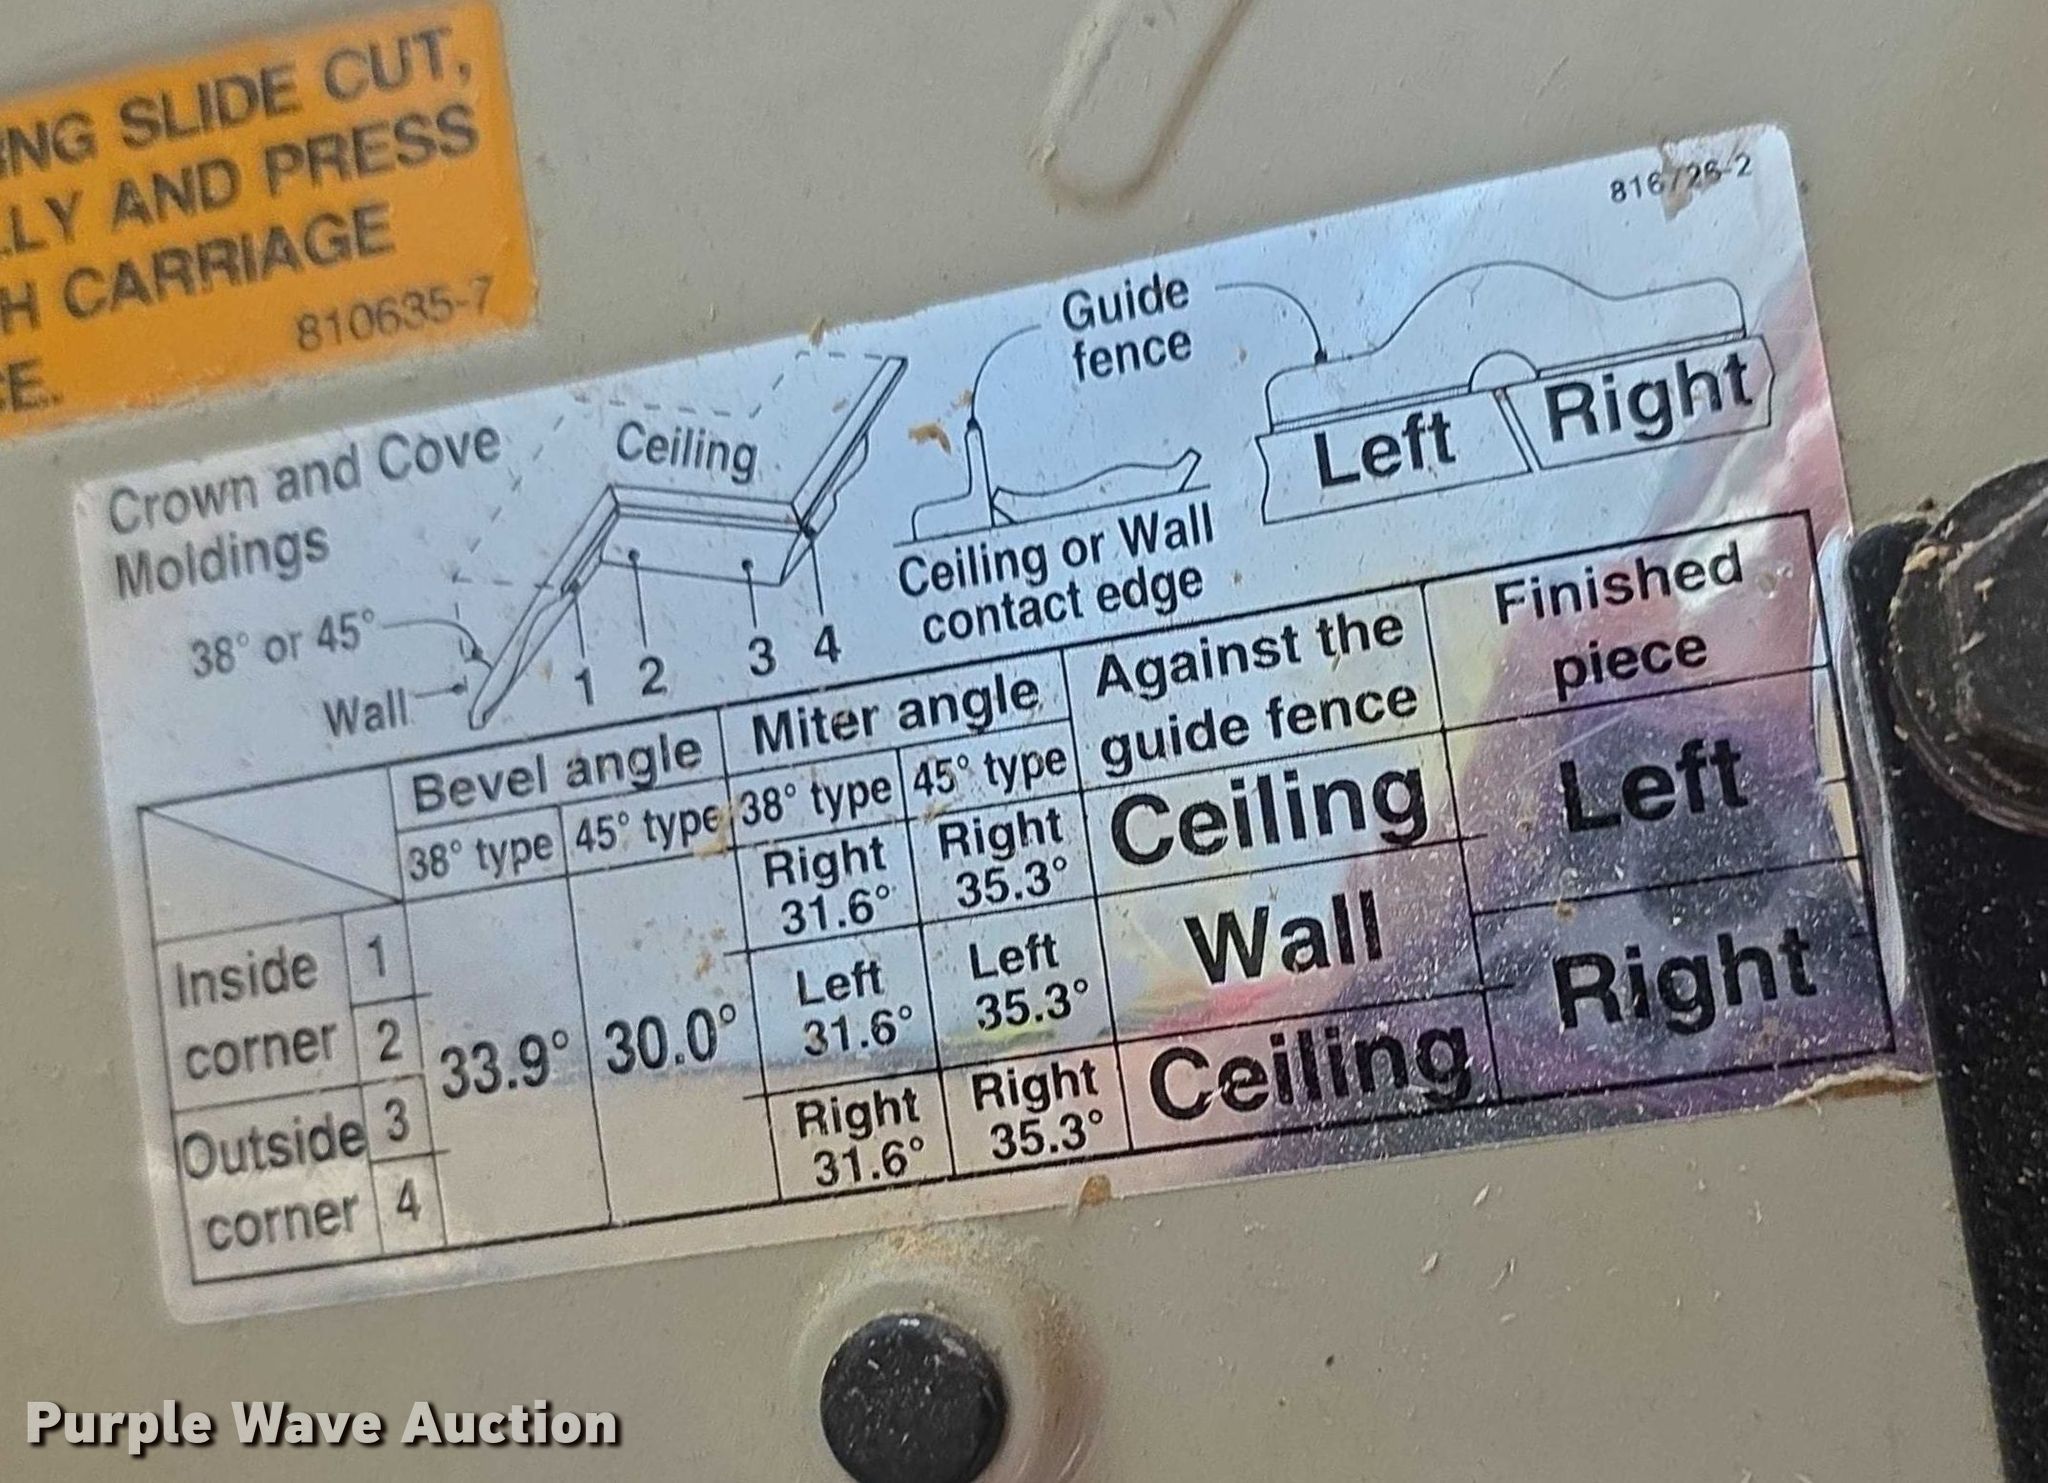 NG SLIDE CUT,
LY AND PRESS
H CARRIAGE
E.
810635-7
816725-2
Guide
fence
Left
Right
Crown and Cove
Moldings
Ceiling
38° or 45°
Wall
1 2 3 4
Ceiling or Wall
contact edge
Bevel angle
Miter angle
Against the
guide fence
Finished
piece
38° type
45° type
38° type
45° type
Inside
corner
1
2
Outside
corner
3
4
33.9°
30.0°
Right
31.6°
Right
35.3°
Ceiling
Left
Left
31.6°
Left
35.3°
Wall
Right
Right
31.6°
Right
35.3°
Ceiling
Purple Wave Auction